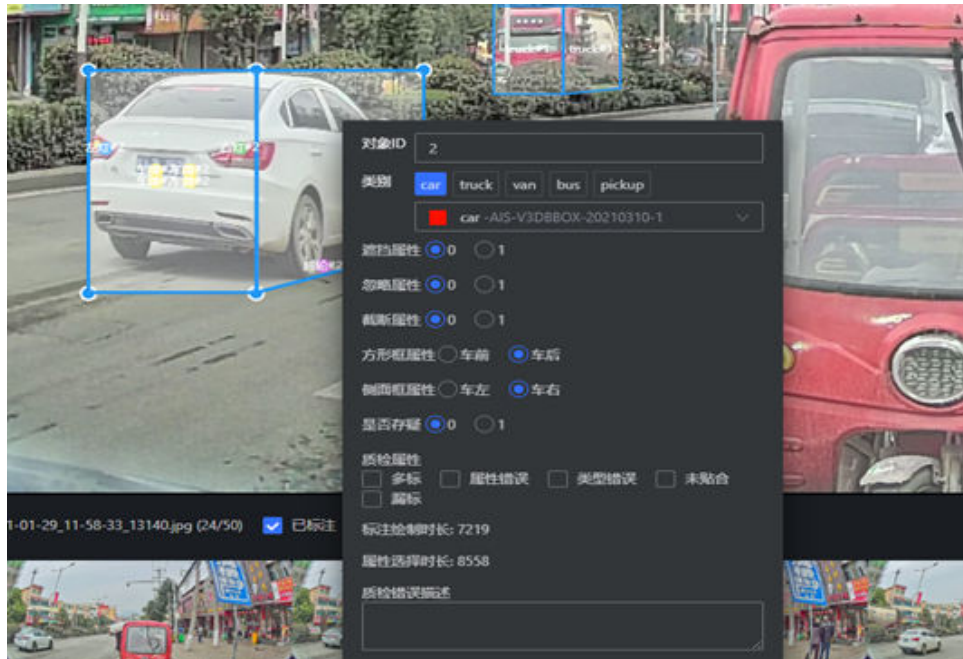 truck#1 truck#1
对象ID 2
类别 car truck van bus pickup
car -AIS-V3DBBOX-20210310-1
遮挡属性 0 1
忽略属性 0 1
截断属性 0 1
方形框属性 车前 车后
侧面框属性 车左 车右
是否存疑 0 1
质检属性
多标 属性错误 类型错误 未贴合
漏标
1-01-29_11-58-33_13140.jpg (24/50) 已标注
标注绘制时长: 7219
属性选择时长: 8558
质检错误描述